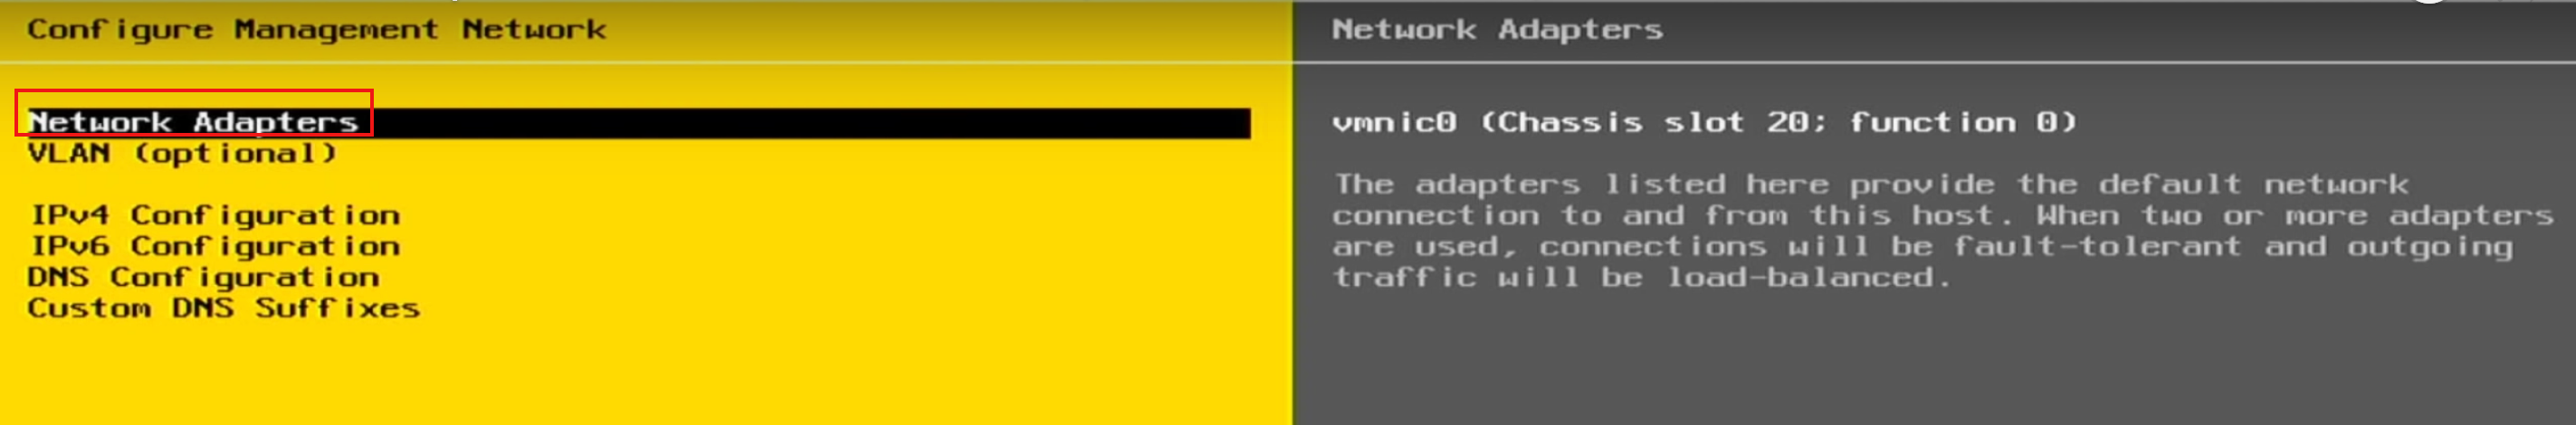 Configure Management Network
Network Adapters
VLAN (optional)
IPv4 Configuration
IPv6 Configuration
DNS Configuration
Custom DNS Suffixes
Network Adapters
vmnic0 (Chassis slot 20; function 0)
The adapters listed here provide the default network
connection to and from this host. When two or more adapters
are used, connections will be fault-tolerant and outgoing
traffic will be load-balanced.